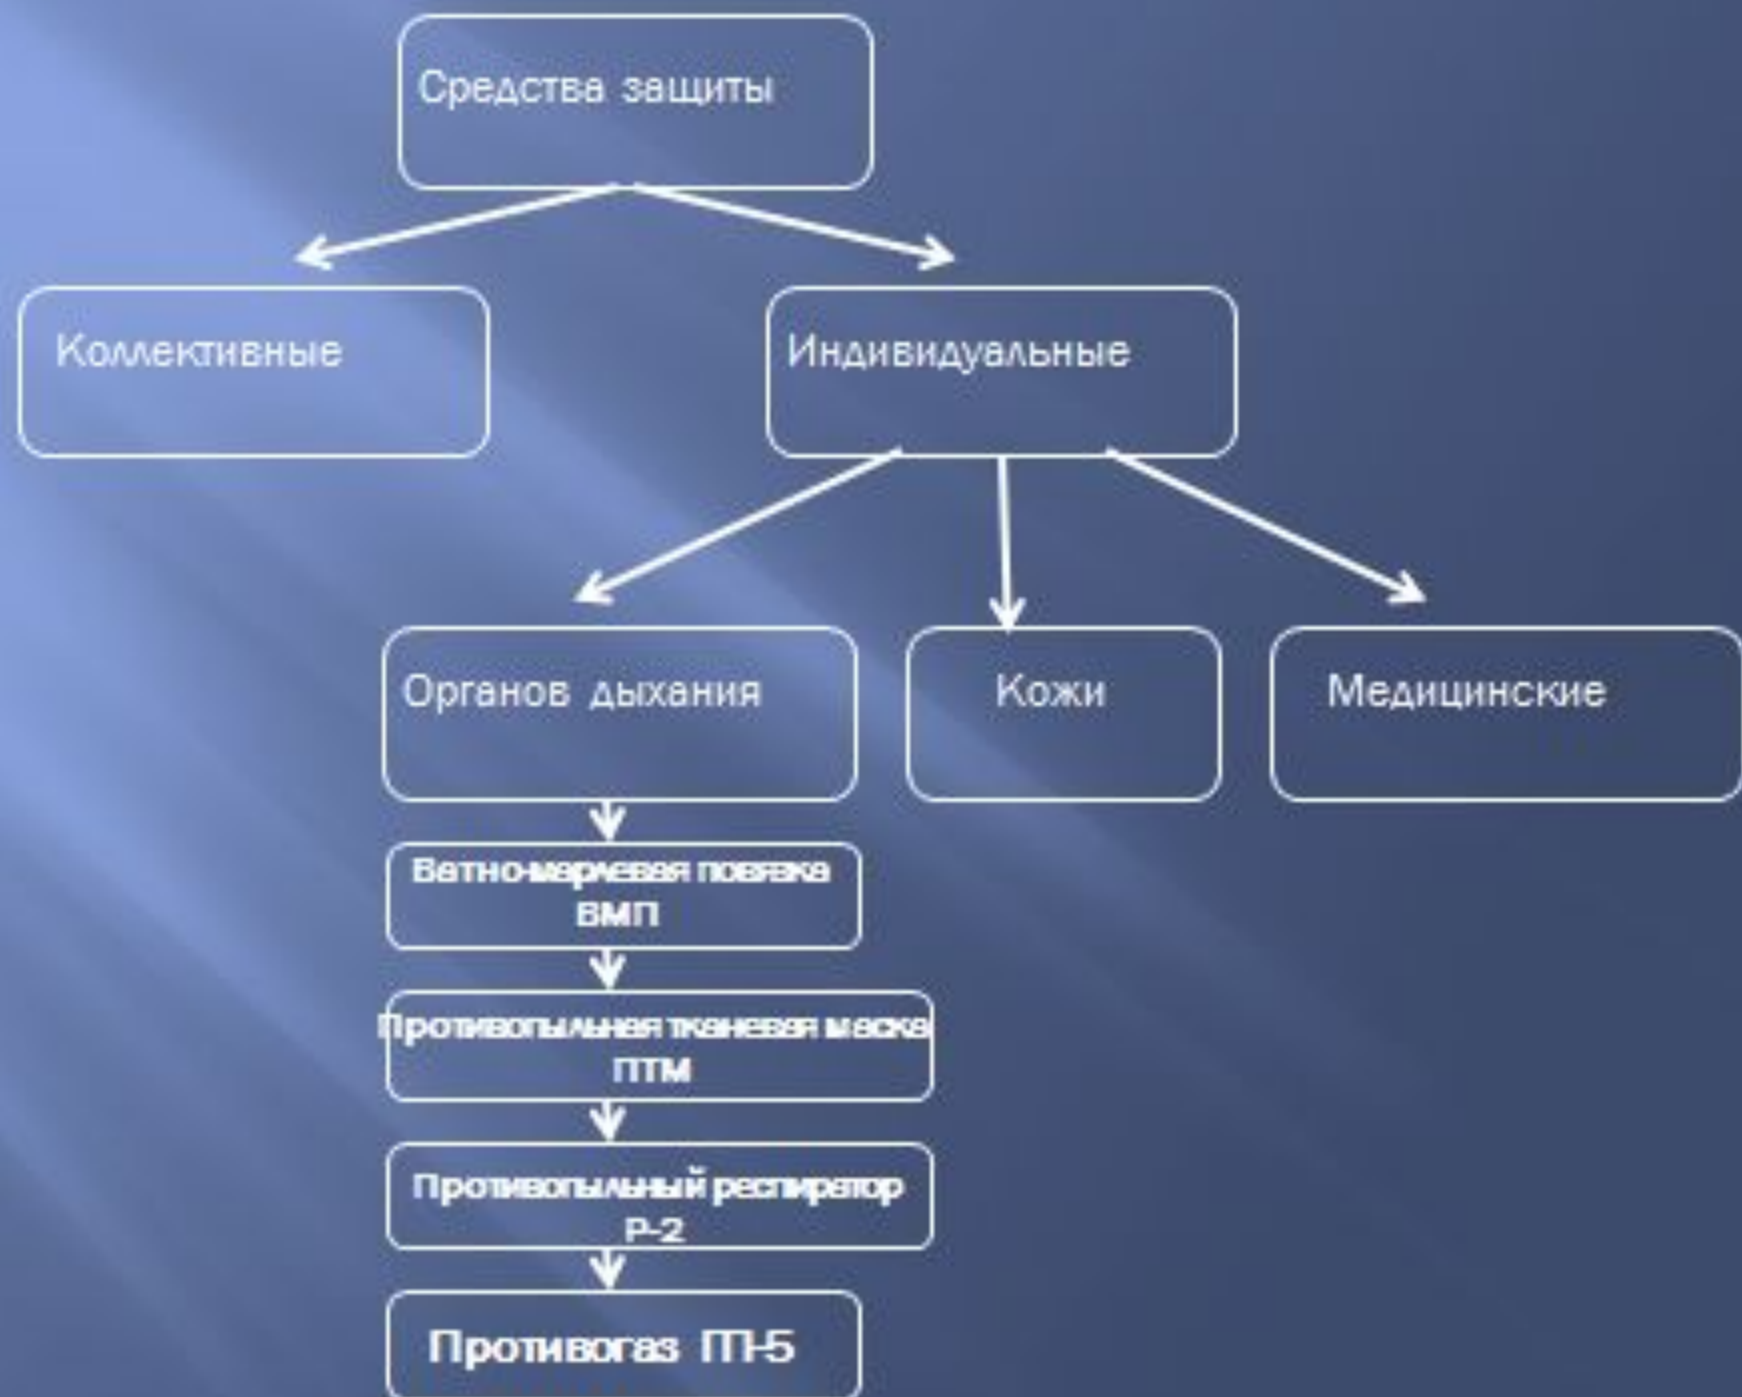 Средства защиты
Коллективные
Индивидуальные
Органов дыхания
Кожи
Медицинские
Ватно-марлевая повязка
ВМП
Противопыльная тканевая маска
ПТМ
Противопыльный респиратор
Р-2
Противогаз ГП-5